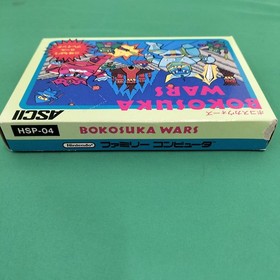 ボコスカウォーズ
BOKOSUKA
WARS
ASCII
HSP-04
BOKOSUKA WARS
Nintendo
ファミリー コンピュータ